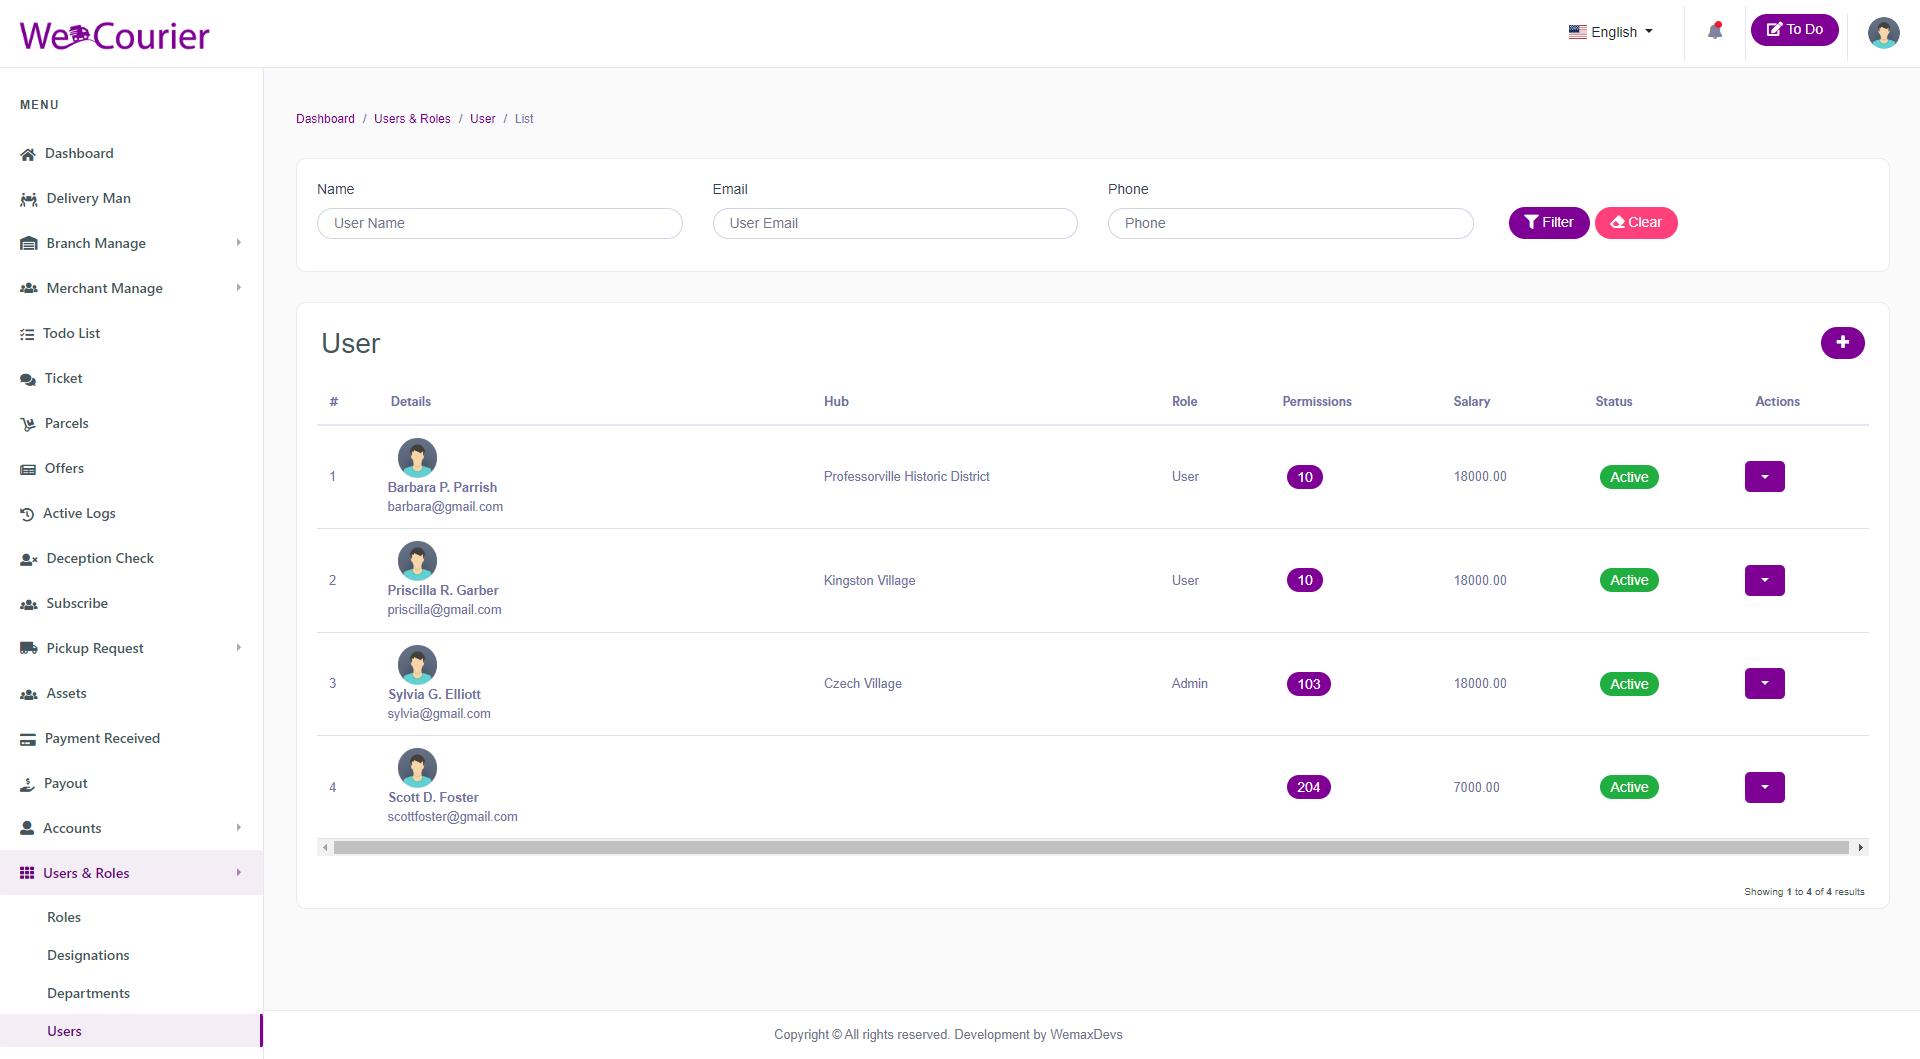 We Courier
English
To Do
MENU
Dashboard
Delivery Man
Branch Manage
Merchant Manage
Todo List
Ticket
Parcels
Offers
Active Logs
Deception Check
Subscribe
Pickup Request
Assets
Payment Received
Payout
Accounts
Users & Roles
Roles
Designations
Departments
Users
Dashboard / Users & Roles / User / List
Name Email Phone
User Name User Email Phone Filter Clear
User
# Details Hub Role Permissions Salary Status Actions
1 Barbara P. Parrish Professorville Historic District User 10 18000.00 Active
barbara@gmail.com
2 Priscilla R. Garber Kingston Village User 10 18000.00 Active
priscilla@gmail.com
3 Sylvia G. Elliott Czech Village Admin 103 18000.00 Active
sylvia@gmail.com
4 Scott D. Foster 204 7000.00 Active
scottfoster@gmail.com
Showing 1 to 4 of 4 results
Copyright © All rights reserved. Development by WemaxDevs